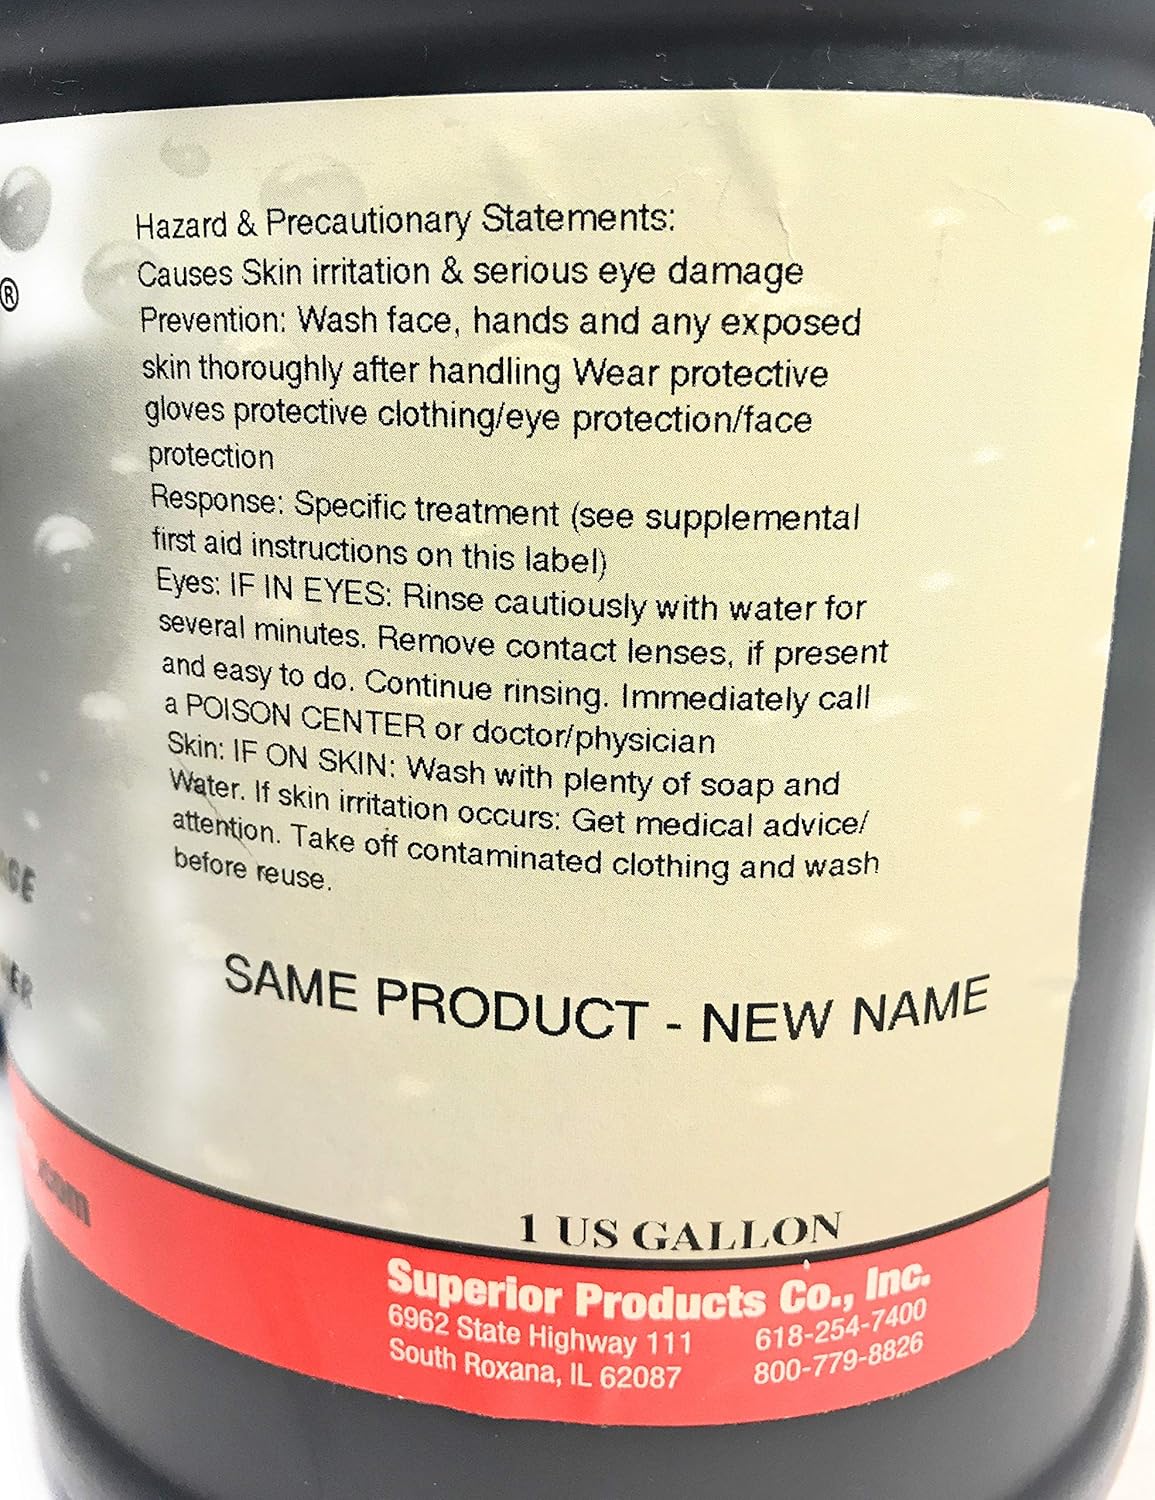 ®
Hazard & Precautionary Statements:
Causes Skin irritation & serious eye damage
Prevention: Wash face, hands and any exposed
skin thoroughly after handling Wear protective
gloves protective clothing/eye protection/face
protection
Response: Specific treatment (see supplemental
first aid instructions on this label)
Eyes: IF IN EYES: Rinse cautiously with water for
several minutes. Remove contact lenses, if present
and easy to do. Continue rinsing. Immediately call
a POISON CENTER or doctor/physician
Skin: IF ON SKIN: Wash with plenty of soap and
Water. If skin irritation occurs: Get medical advice/
attention. Take off contaminated clothing and wash
before reuse.
SAME PRODUCT - NEW NAME
.com
1 US GALLON
Superior Products Co., Inc.
6962 State Highway 111 618-254-7400
South Roxana, IL 62087 800-779-8826